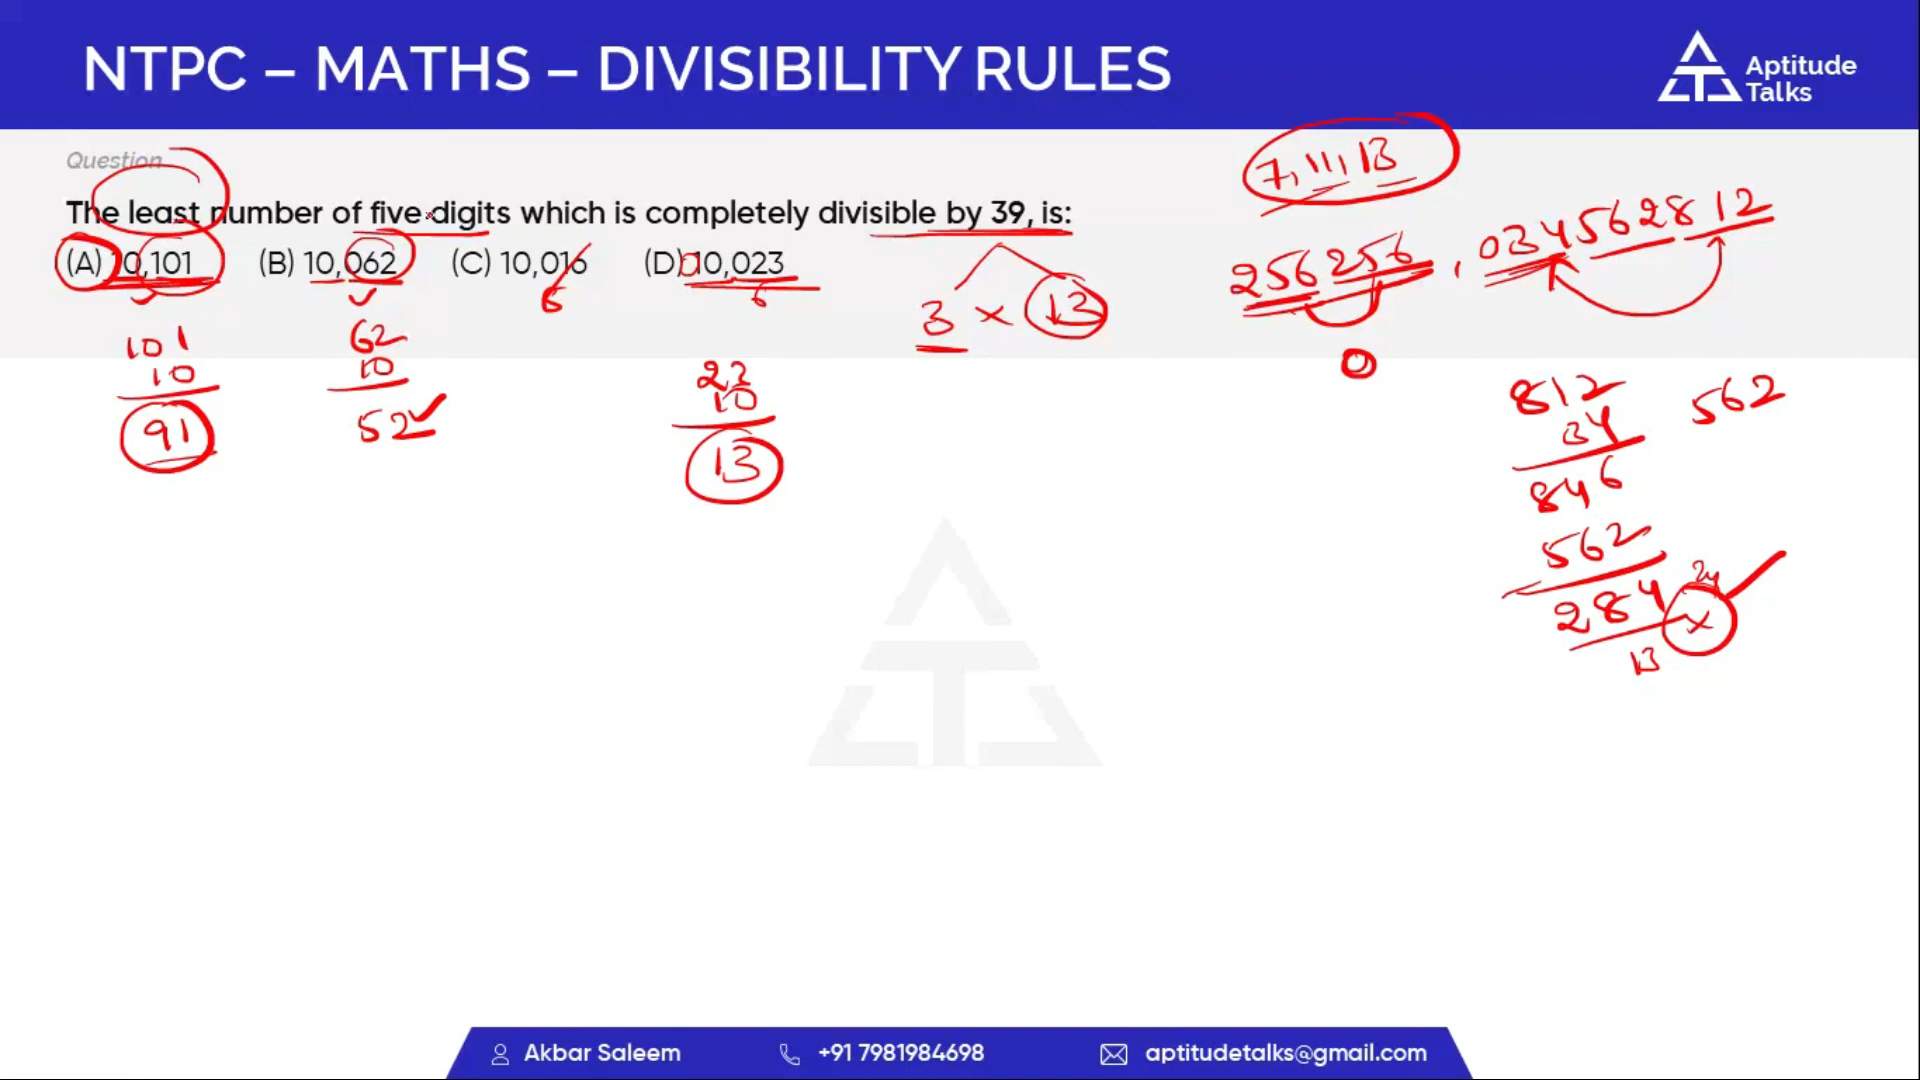 NTPC – MATHS – DIVISIBILITY RULES
Aptitude
Talks
Question
The least number of five digits which is completely divisible by 39, is:
(A) 10,101 (B) 10,062 (C) 10,016 (D) 10,023
7, 11, 13
256256, 034562812
3 × 13
0
101
10
91
62
10
52
23
10
13
812
34
846
562
284
13
562
24
×
Akbar Saleem
+91 7981984698
aptitudetalks@gmail.com